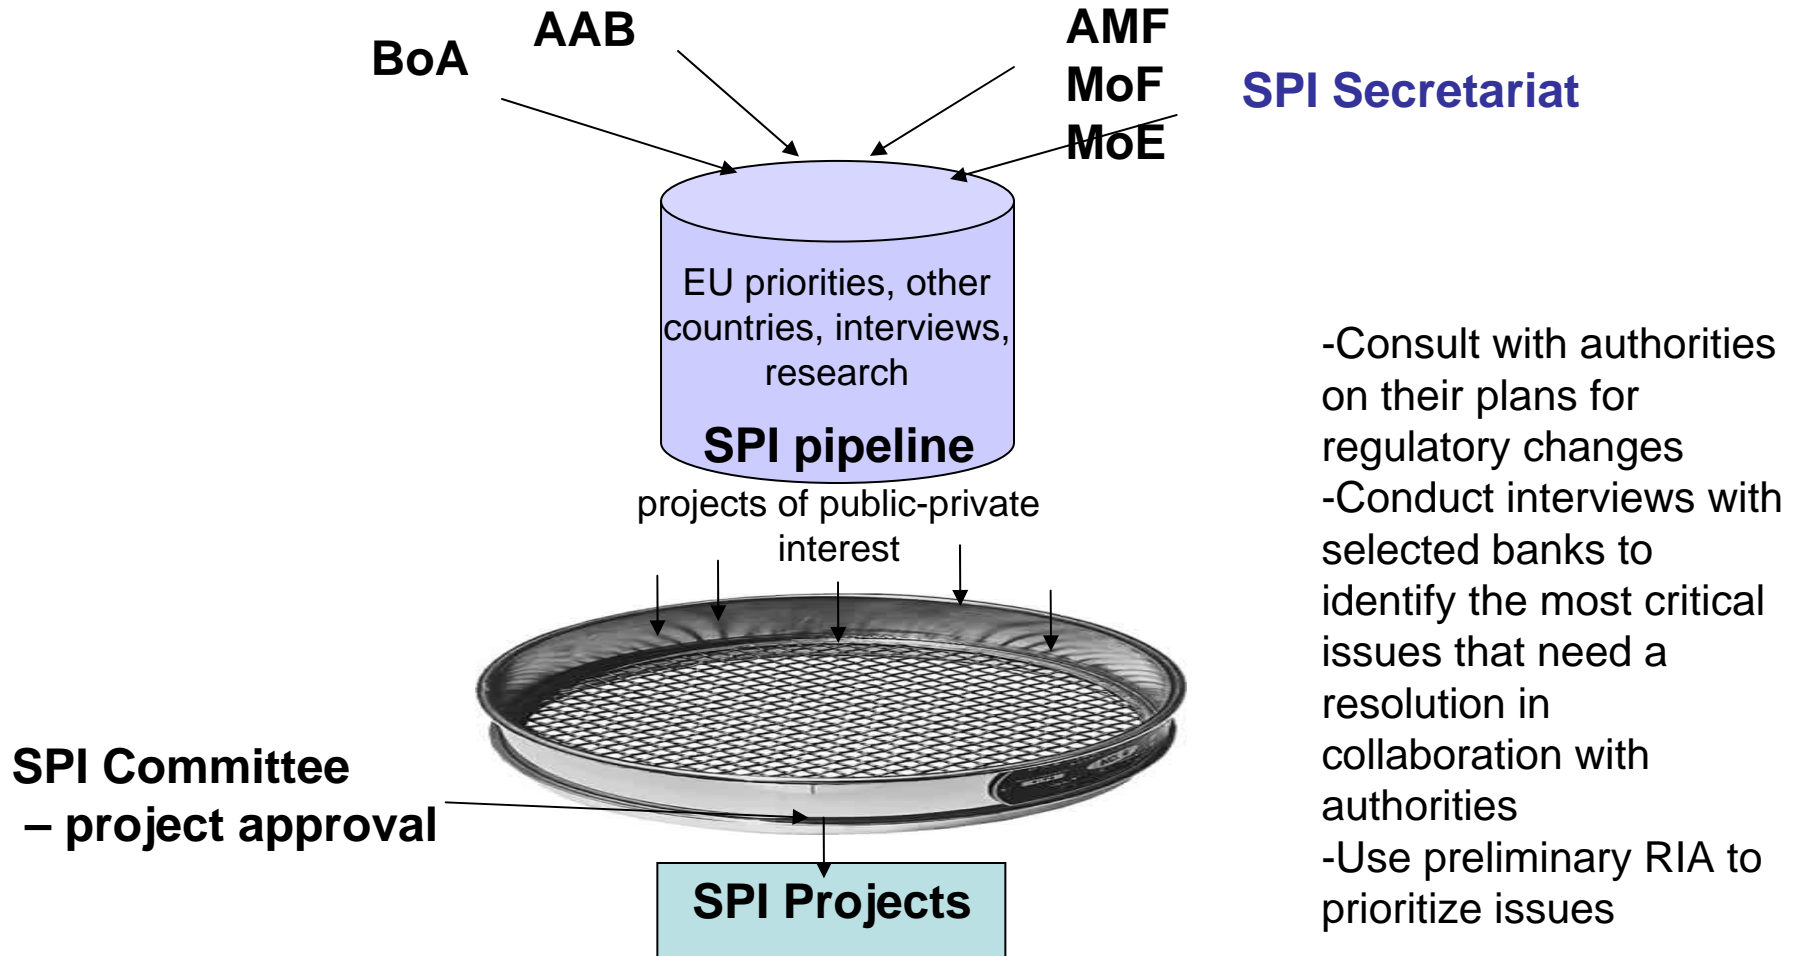 BoA
AAB
AMF
MoF
MoE
SPI Secretariat
EU priorities, other
countries, interviews,
research
SPI pipeline
projects of public-private
interest
-Consult with authorities
on their plans for
regulatory changes
-Conduct interviews with
selected banks to
identify the most critical
issues that need a
resolution in
collaboration with
authorities
-Use preliminary RIA to
prioritize issues
SPI Committee
– project approval
SPI Projects